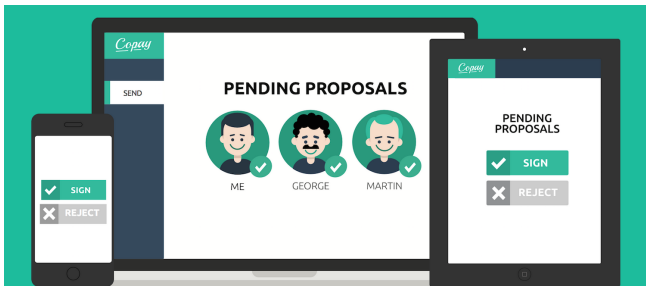 Copay
SEND
PENDING PROPOSALS
ME
GEORGE
MARTIN
SIGN
REJECT
Copay
PENDING
PROPOSALS
SIGN
REJECT